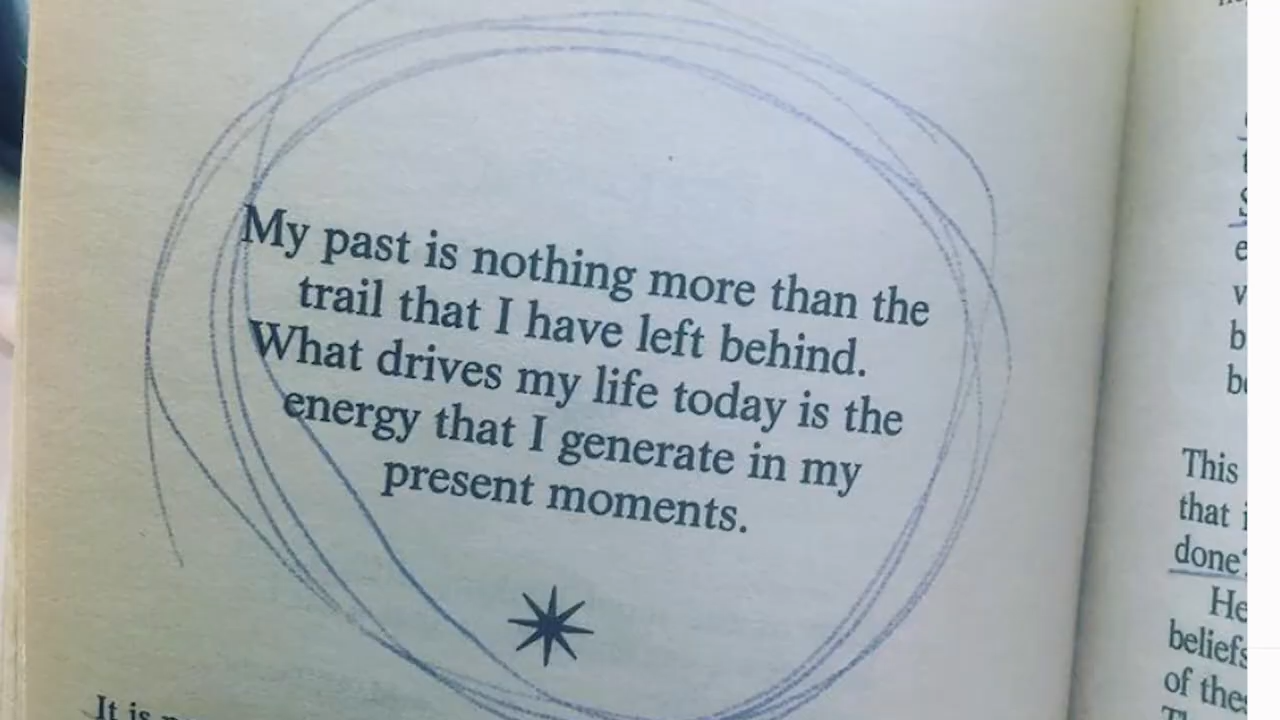 My past is nothing more than the
trail that I have left behind.
What drives my life today is the
energy that I generate in my
present moments.
It is
This
that
done?
He
beliefs
of these